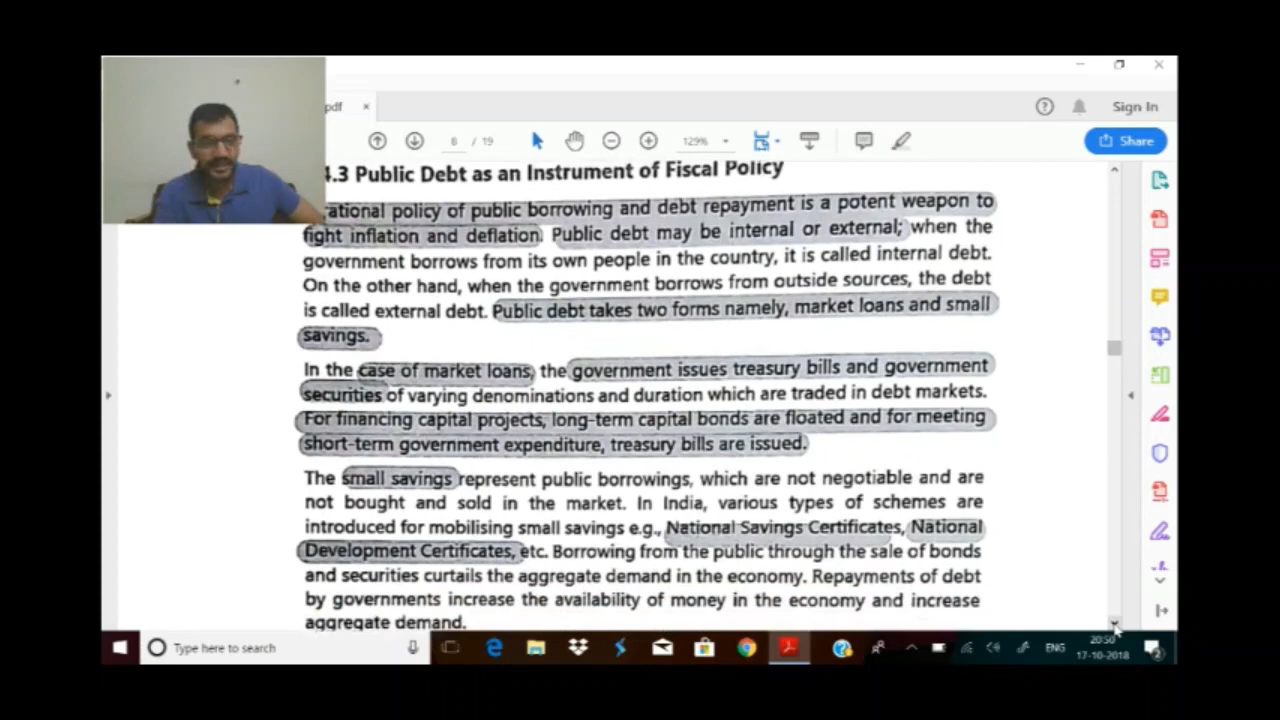 pdf
Sign In
8 / 19
129%
Share
4.3 Public Debt as an Instrument of Fiscal Policy
rational policy of public borrowing and debt repayment is a potent weapon to
fight inflation and deflation. Public debt may be internal or external; when the
government borrows from its own people in the country, it is called internal debt.
On the other hand, when the government borrows from outside sources, the debt
is called external debt. Public debt takes two forms namely, market loans and small
savings.
In the case of market loans, the government issues treasury bills and government
securities of varying denominations and duration which are traded in debt markets.
For financing capital projects, long-term capital bonds are floated and for meeting
short-term government expenditure, treasury bills are issued.
The small savings represent public borrowings, which are not negotiable and are
not bought and sold in the market. In India, various types of schemes are
introduced for mobilising small savings e.g., National Savings Certificates, National
Development Certificates, etc. Borrowing from the public through the sale of bonds
and securities curtails the aggregate demand in the economy. Repayments of debt
by governments increase the availability of money in the economy and increase
aggregate demand.
Type here to search
ENG
20:50
17-10-2018